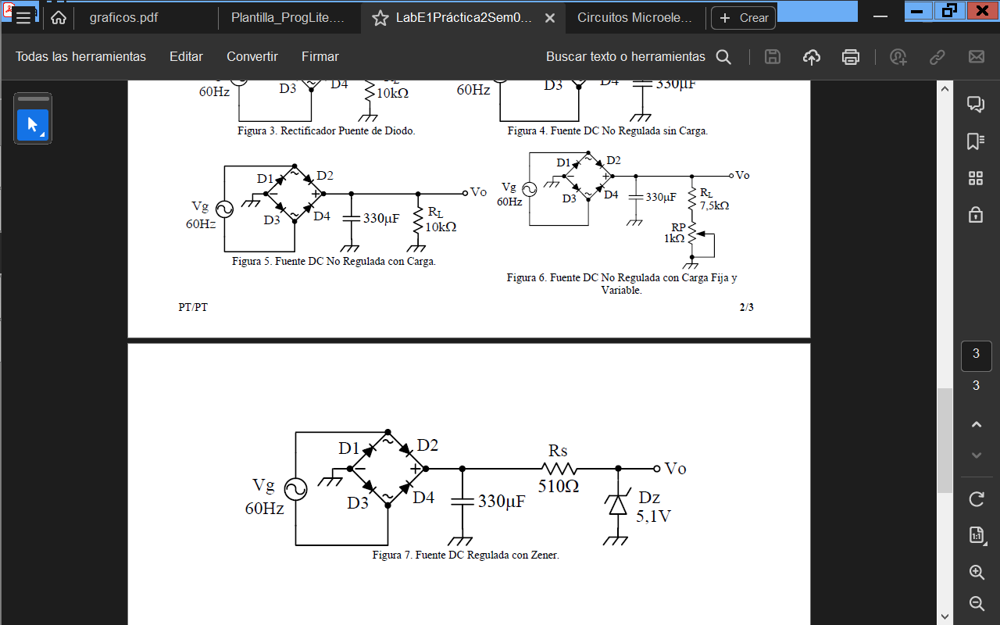 graficos.pdf
Plantilla_ProgLite....
LabE1Práctica2Sem0...
Circuitos Microele...
Crear
Todas las herramientas
Editar
Convertir
Firmar
Buscar texto o herramientas
60Hz
D3
D4
10kΩ
60Hz
D3
D4
330µF
Figura 3. Rectificador Puente de Diodo.
Figura 4. Fuente DC No Regulada sin Carga.
D1
D2
Vg
60Hz
D3
D4
330µF
RL
10kΩ
Vo
Figura 5. Fuente DC No Regulada con Carga.
D1
D2
Vg
60Hz
D3
D4
330µF
RL
7,5kΩ
RP
1kΩ
Vo
Figura 6. Fuente DC No Regulada con Carga Fija y
Variable.
PT/PT
2/3
D1
D2
Vg
60Hz
D3
D4
330µF
Rs
510Ω
Vo
Dz
5,1V
Figura 7. Fuente DC Regulada con Zener.
3
3
1:1